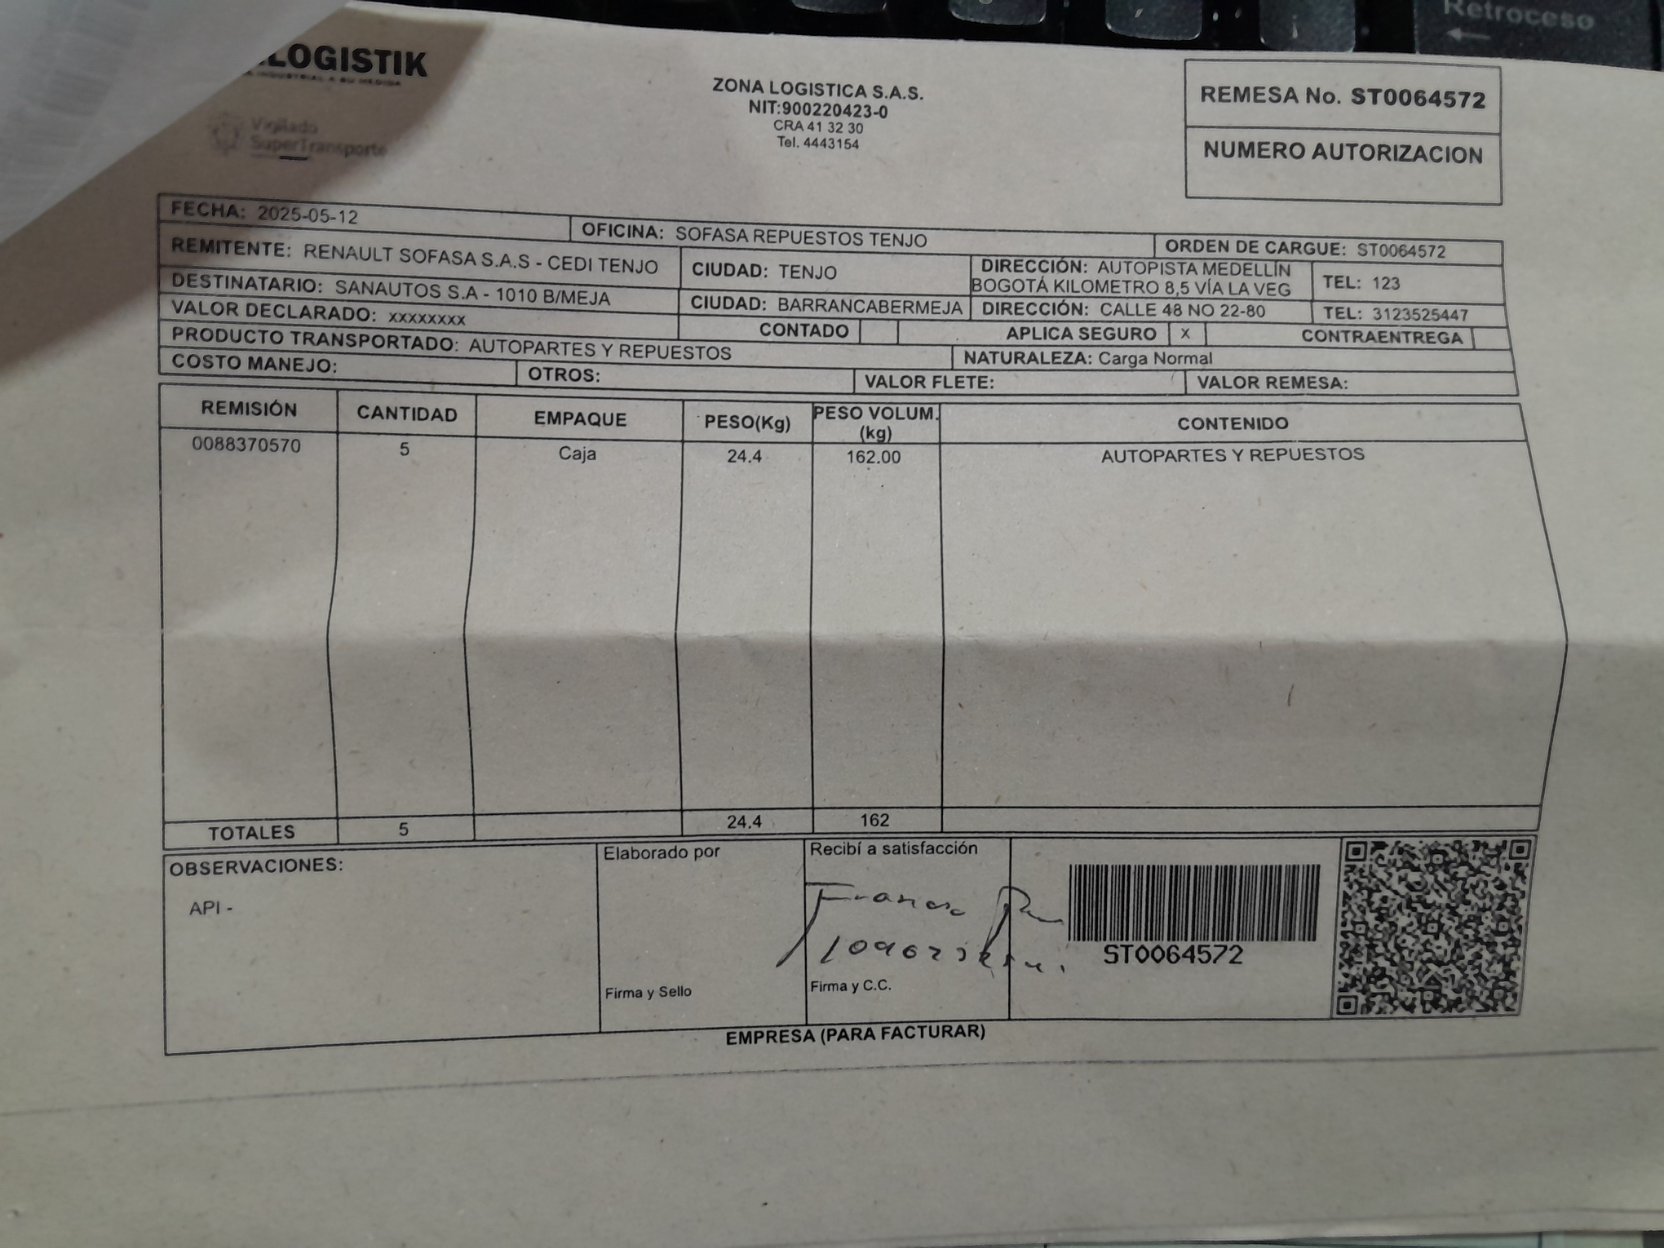 Retroceso
LOGISTIK
ZONA LOGISTICA S.A.S.
NIT:900220423-0
CRA 41 32 30
Tel. 4443154
REMESA No. ST0064572
NUMERO AUTORIZACION
Vigilado
SuperTransporte
FECHA: 2025-05-12
OFICINA: SOFASA REPUESTOS TENJO
ORDEN DE CARGUE: ST0064572
REMITENTE: RENAULT SOFASA S.A.S - CEDI TENJO
CIUDAD: TENJO
DIRECCIÓN: AUTOPISTA MEDELLÍN
BOGOTÁ KILOMETRO 8,5 VÍA LA VEG
TEL: 123
DESTINATARIO: SANAUTOS S.A - 1010 B/MEJA
CIUDAD: BARRANCABERMEJA
DIRECCIÓN: CALLE 48 NO 22-80
TEL: 3123525447
VALOR DECLARADO: xxxxxxxx
CONTADO
APLICA SEGURO x
CONTRAENTREGA
PRODUCTO TRANSPORTADO: AUTOPARTES Y REPUESTOS
NATURALEZA: Carga Normal
COSTO MANEJO:
OTROS:
VALOR FLETE:
VALOR REMESA:
REMISIÓN CANTIDAD EMPAQUE PESO(Kg) PESO VOLUM. (kg) CONTENIDO
0088370570 5 Caja 24.4 162.00 AUTOPARTES Y REPUESTOS
TOTALES 5 24.4 162
OBSERVACIONES:
API -
Elaborado por
Firma y Sello
Recibí a satisfacción
Firma y C.C.
ST0064572
EMPRESA (PARA FACTURAR)